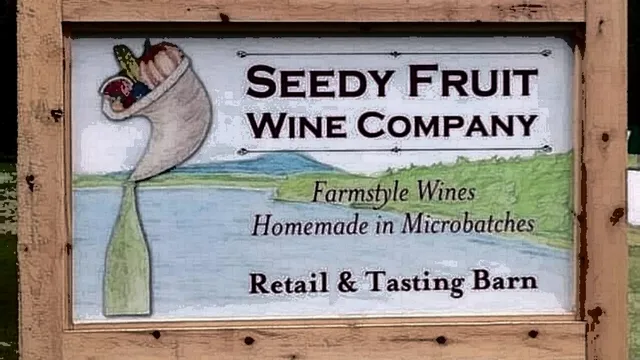 SEEDY FRUIT
WINE COMPANY
Farmstyle Wines
Homemade in Microbatches
Retail & Tasting Barn